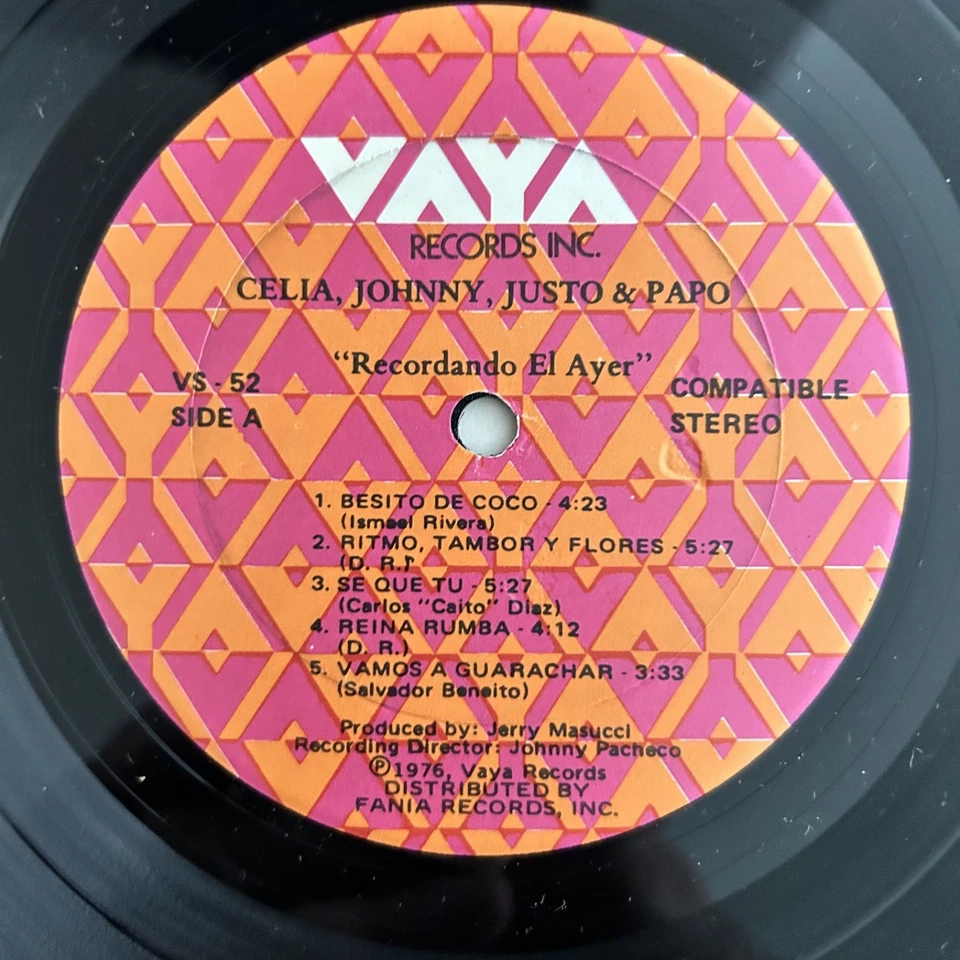 VAYA
RECORDS INC.
CELIA, JOHNNY, JUSTO & PAPO
"Recordando El Ayer"
VS - 52
SIDE A
COMPATIBLE
STEREO
1. BESITO DE COCO - 4:23
(Ismael Rivera)
2. RITMO, TAMBOR Y FLORES - 5:27
(D. R.)
3. SE QUE TU - 5:27
(Carlos "Caito" Diaz)
4. REINA RUMBA - 4:12
(D. R.)
5. VAMOS A GUARACHAR - 3:33
(Salvador Beneito)
Produced by: Jerry Masucci
Recording Director: Johnny Pacheco
Ⓟ1976, Vaya Records
DISTRIBUTED BY
FANIA RECORDS, INC.